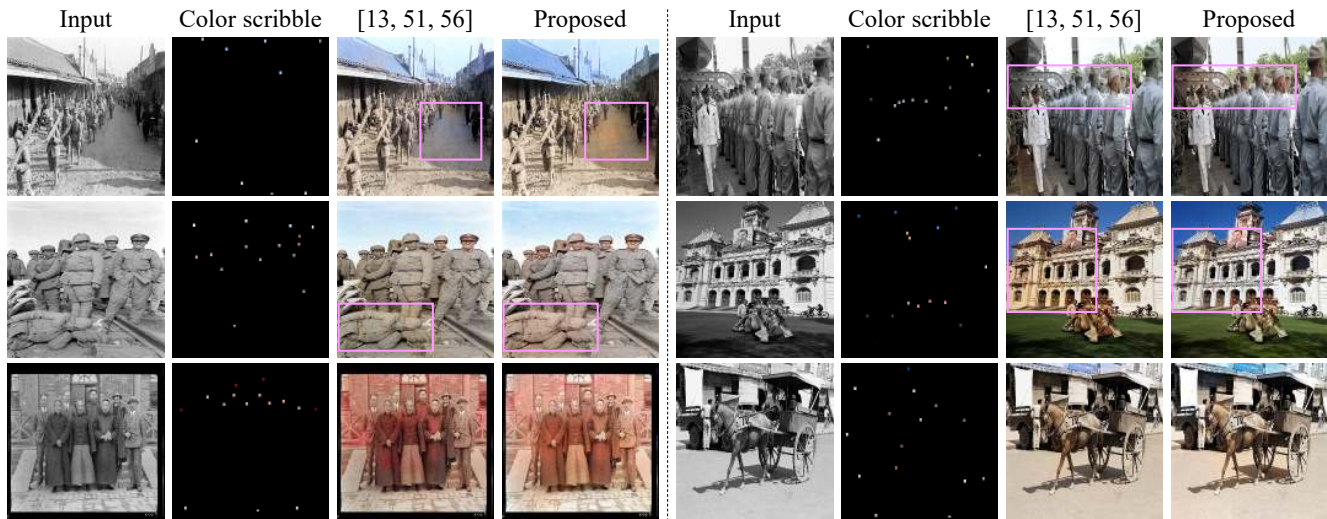 Input Color scribble [13, 51, 56] Proposed Input Color scribble [13, 51, 56] Proposed